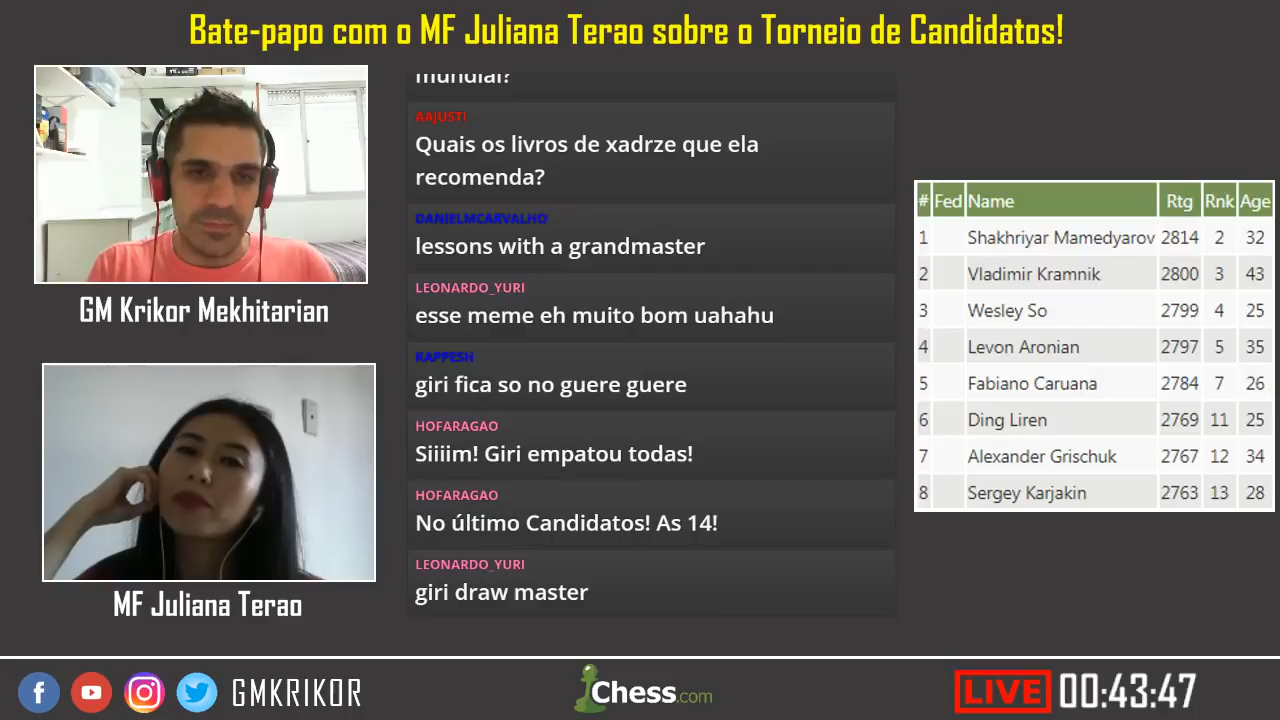 Bate-papo com o MF Juliana Terao sobre o Torneio de Candidatos!
GM Krikor Mekhitarian
MF Juliana Terao
mundial?
AAJUSTI
Quais os livros de xadrze que ela
recomenda?
DANIELMCARVALHO
lessons with a grandmaster
LEONARDO_YURI
esse meme eh muito bom uahahu
KAPPESH
giri fica so no guere guere
HOFARAGAO
Siiiim! Giri empatou todas!
HOFARAGAO
No último Candidatos! As 14!
LEONARDO_YURI
giri draw master
# Fed Name Rtg Rnk Age
1 Shakhriyar Mamedyarov 2814 2 32
2 Vladimir Kramnik 2800 3 43
3 Wesley So 2799 4 25
4 Levon Aronian 2797 5 35
5 Fabiano Caruana 2784 7 26
6 Ding Liren 2769 11 25
7 Alexander Grischuk 2767 12 34
8 Sergey Karjakin 2763 13 28
GMKRIKOR
Chess.com
LIVE 00:43:47